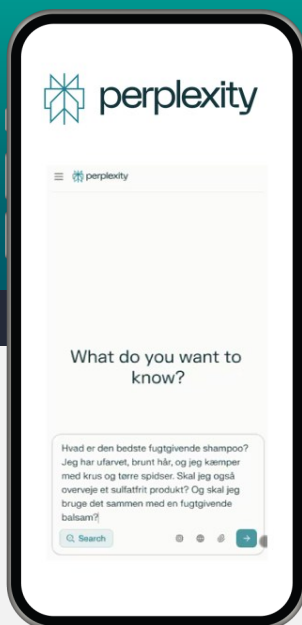 perplexity
perplexity
What do you want to
know?
Hvad er den bedste fugtgivende shampoo?
Jeg har ufarvet, brunt hår, og jeg kæmper
med krus og tørre spidser. Skal jeg også
overveje et sulfatfrit produkt? Og skal jeg
bruge det sammen med en fugtgivende
balsam?
Search